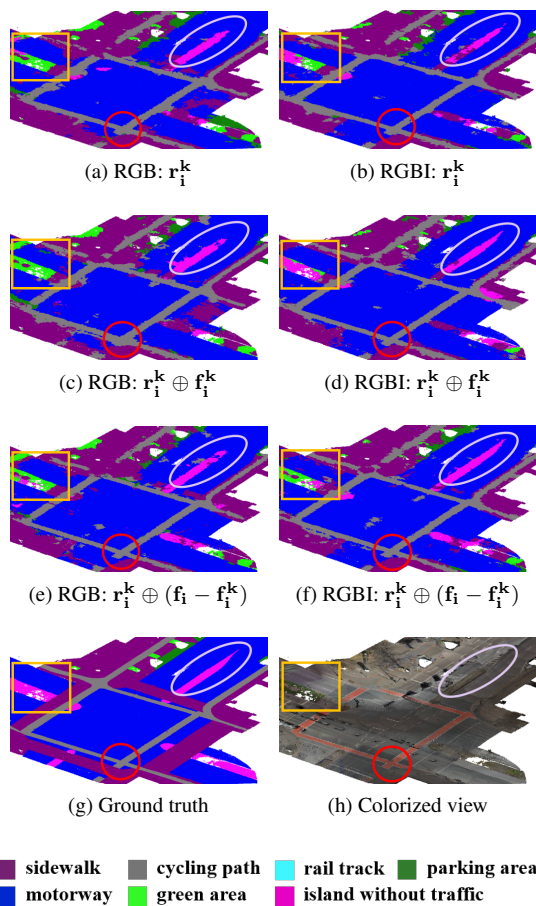 (a) RGB: r_i^k
(b) RGBI: r_i^k
(c) RGB: r_i^k ⊕ f_i^k
(d) RGBI: r_i^k ⊕ f_i^k
(e) RGB: r_i^k ⊕ (f_i − f_i^k)
(f) RGBI: r_i^k ⊕ (f_i − f_i^k)
(g) Ground truth
(h) Colorized view
sidewalk cycling path rail track parking area
motorway green area island without traffic